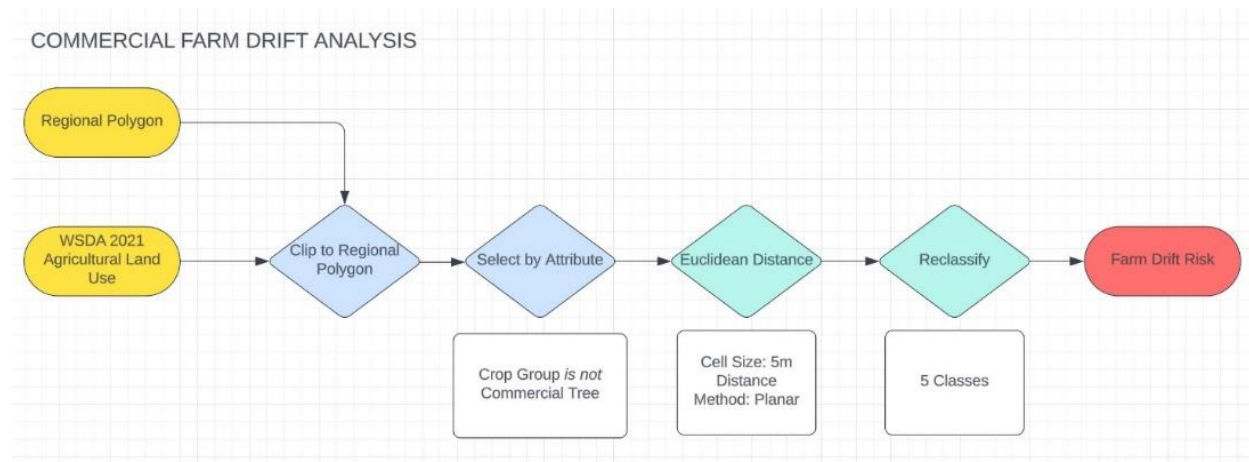 COMMERCIAL FARM DRIFT ANALYSIS
Regional Polygon
WSDA 2021
Agricultural Land
Use
Clip to Regional
Polygon
Select by Attribute
Euclidean Distance
Reclassify
Farm Drift Risk
Crop Group is not
Commercial Tree
Cell Size: 5m
Distance
Method: Planar
5 Classes